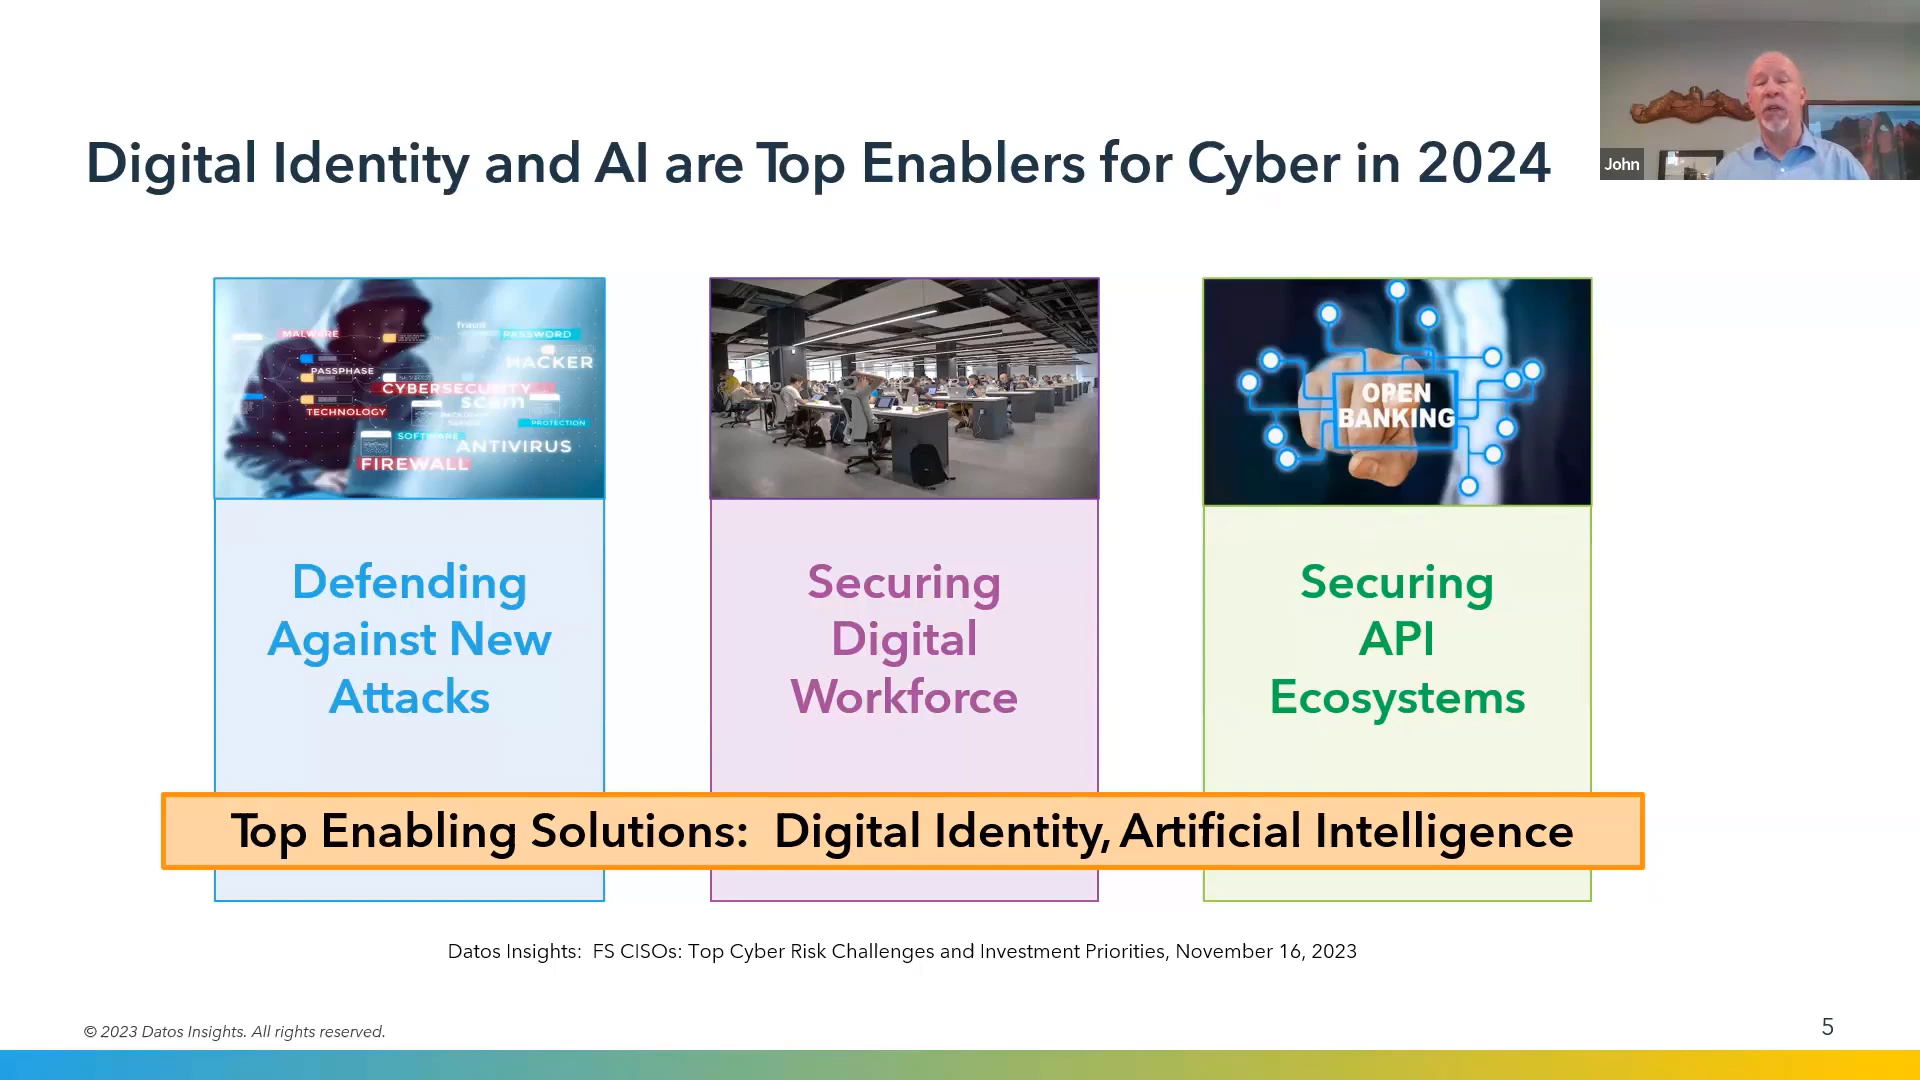 Digital Identity and AI are Top Enablers for Cyber in 2024
John
MALWARE
fraud
PASSWORD
HACKER
PASSPHASE
CYBERSECURITY
scam
TECHNOLOGY
PROTECTION
SOFTWARE
ANTIVIRUS
FIREWALL
OPEN
BANKING
Defending
Against New
Attacks
Securing
Digital
Workforce
Securing
API
Ecosystems
Top Enabling Solutions: Digital Identity, Artificial Intelligence
Datos Insights: FS CISOs: Top Cyber Risk Challenges and Investment Priorities, November 16, 2023
© 2023 Datos Insights. All rights reserved.
5